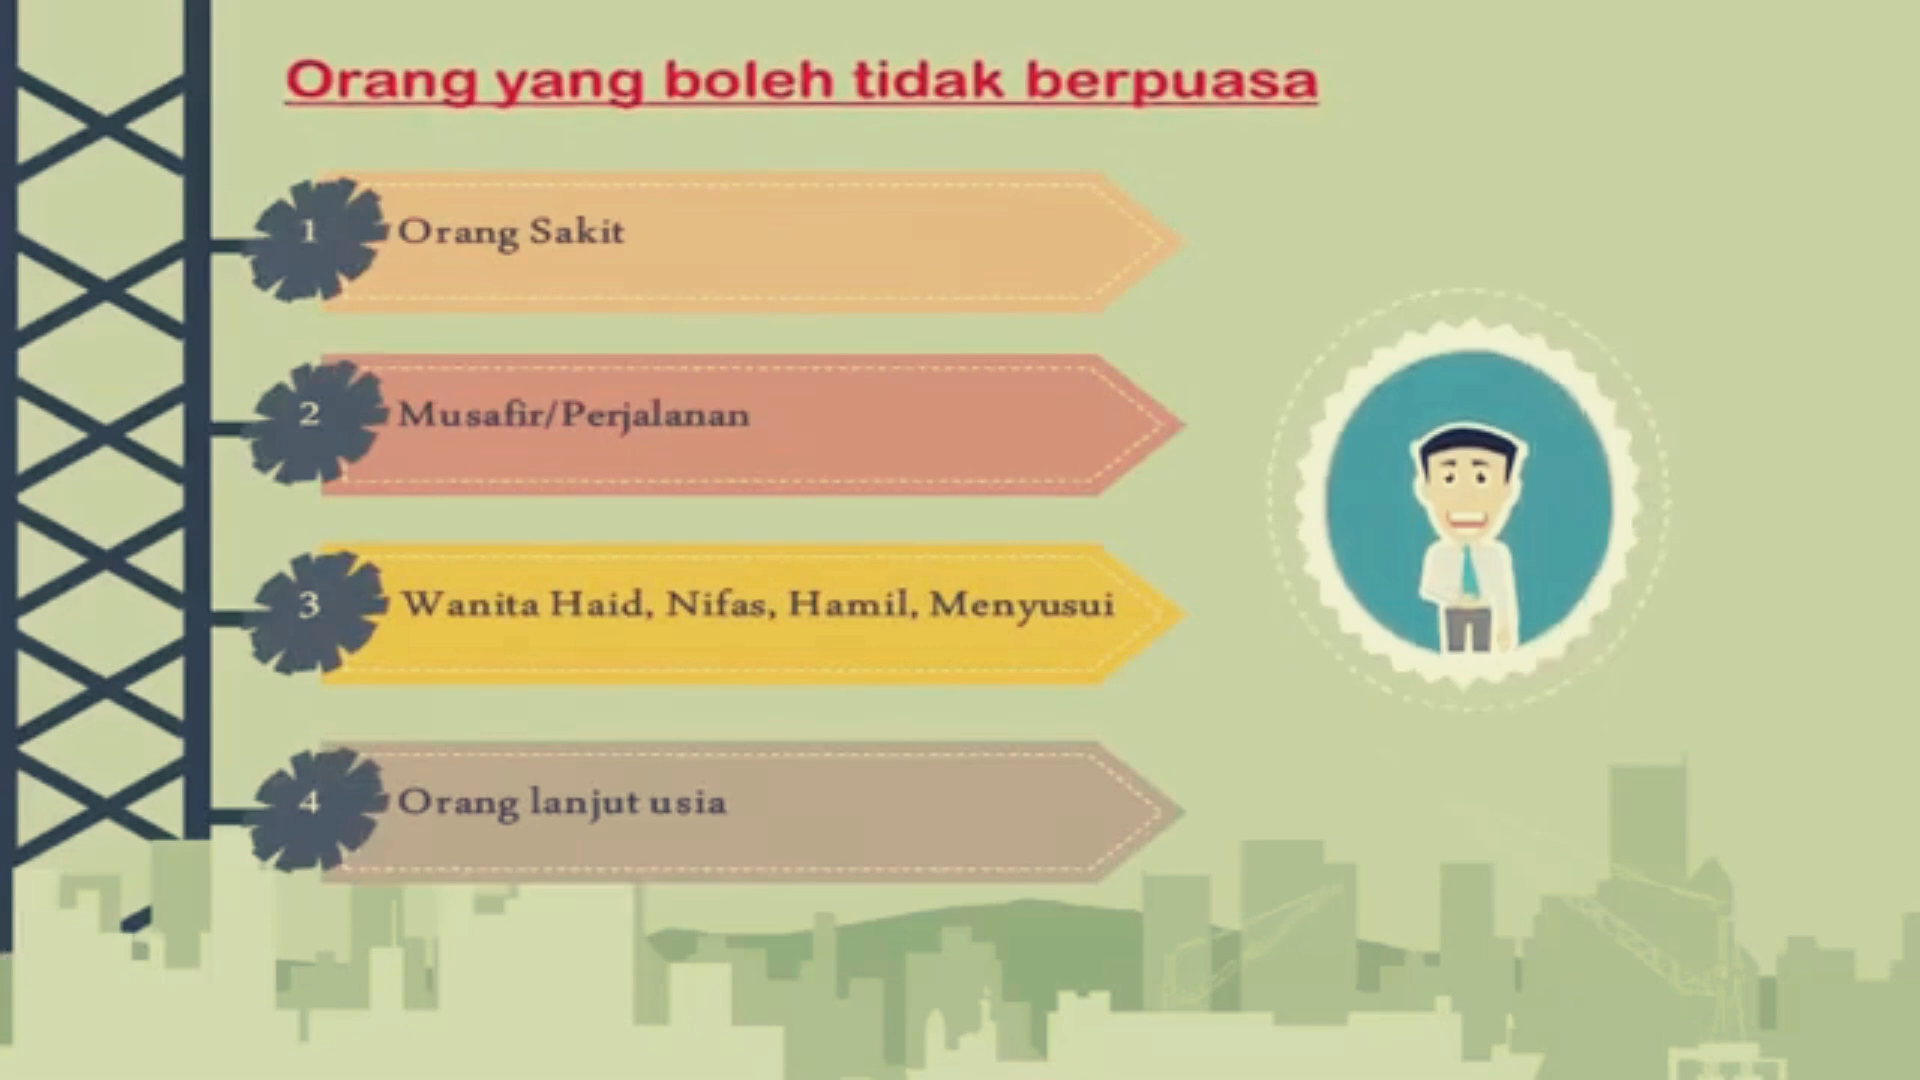 Orang yang boleh tidak berpuasa
1 Orang Sakit
2 Musafir/Perjalanan
3 Wanita Haid, Nifas, Hamil, Menyusui
4 Orang lanjut usia